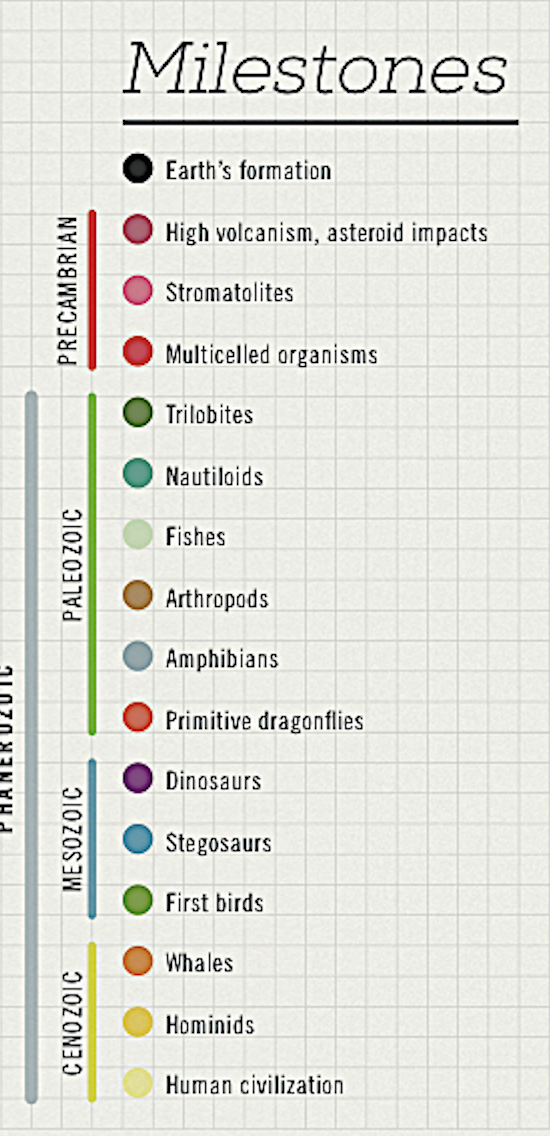 Milestones
Earth's formation
PRECAMBRIAN
High volcanism, asteroid impacts
Stromatolites
Multicelled organisms
PHANEROZOIC
PALEOZOIC
Trilobites
Nautiloids
Fishes
Arthropods
Amphibians
Primitive dragonflies
MESOZOIC
Dinosaurs
Stegosaurs
First birds
CENOZOIC
Whales
Hominids
Human civilization